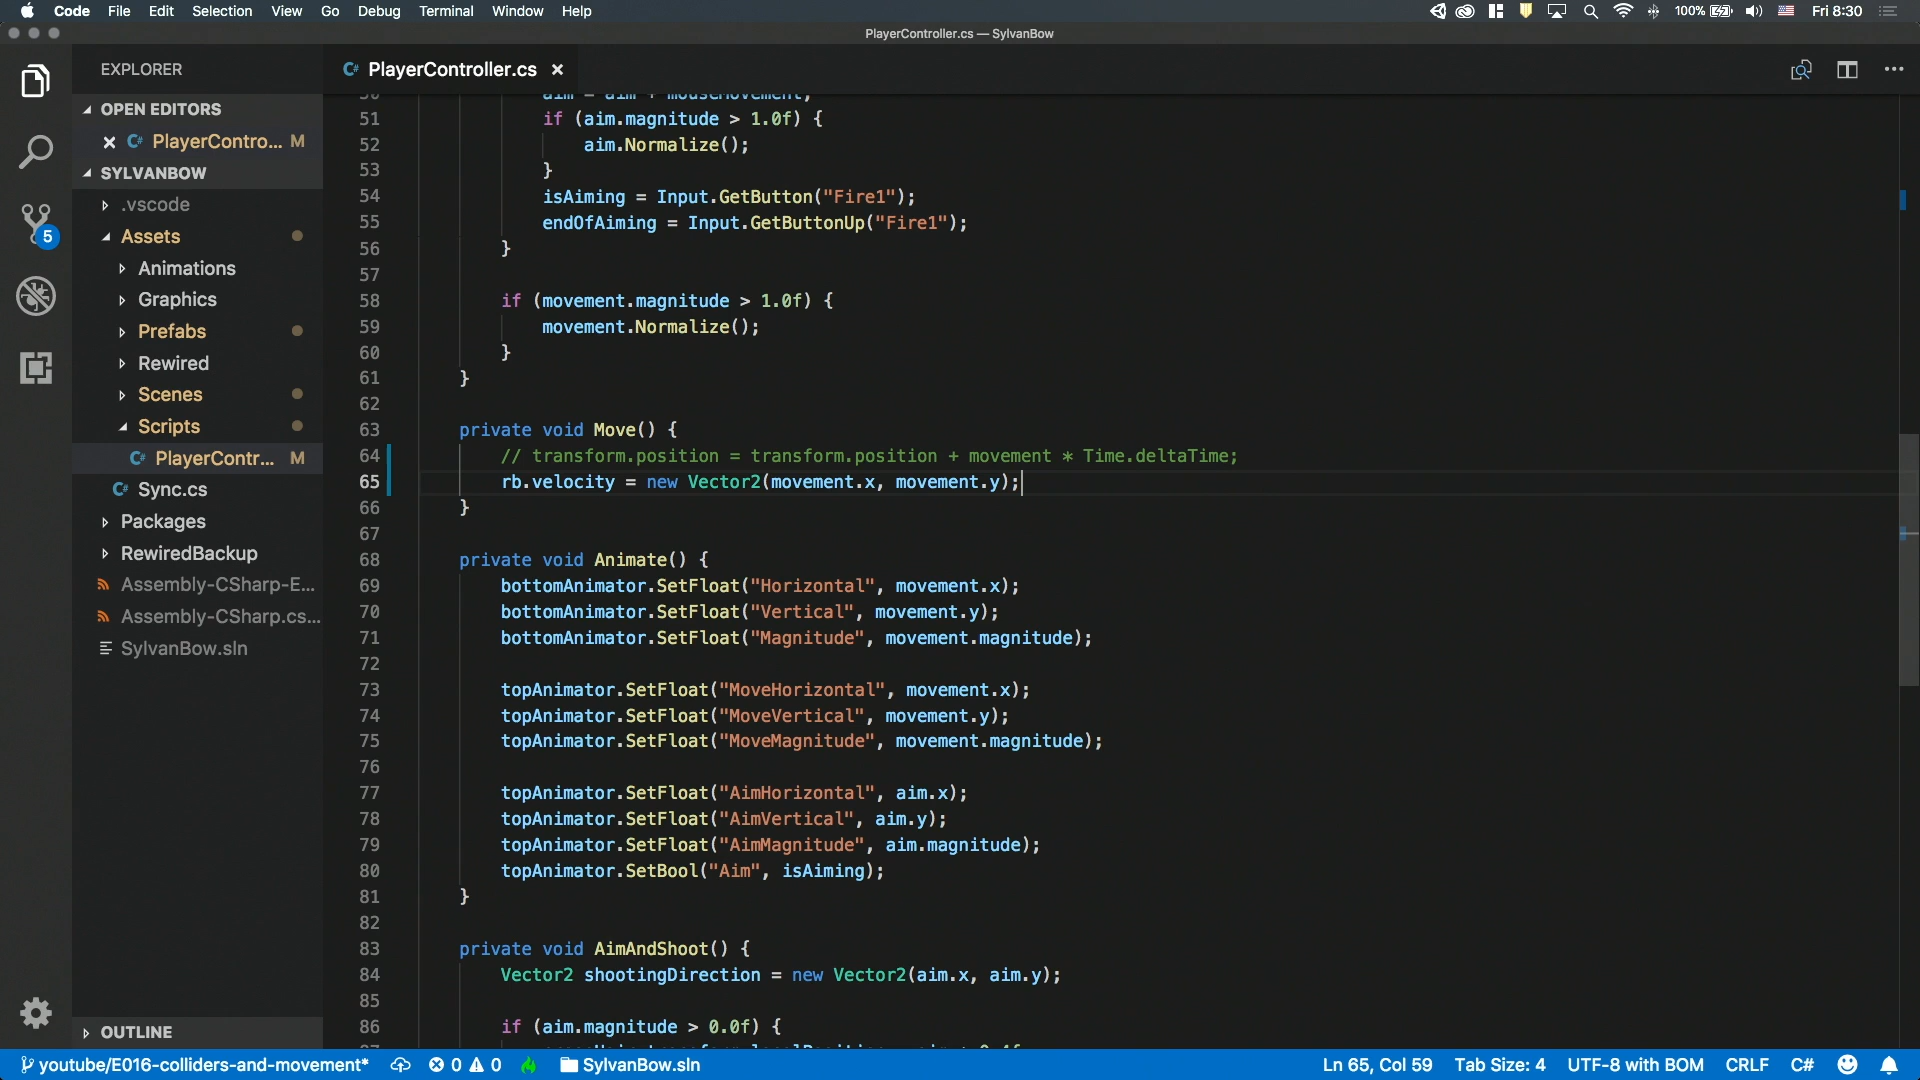 Code File Edit Selection View Go Debug Terminal Window Help 100% Fri 8:30
PlayerController.cs — SylvanBow
EXPLORER
OPEN EDITORS
C# PlayerContro... M
SYLVANBOW
.vscode
5
Assets
Animations
Graphics
Prefabs
Rewired
Scenes
Scripts
C# PlayerContr... M
C# Sync.cs
Packages
RewiredBackup
Assembly-CSharp-E...
Assembly-CSharp.cs...
SylvanBow.sln
OUTLINE
C# PlayerController.cs
50 aim = aim + mouseMovement;
51 if (aim.magnitude > 1.0f) {
52 aim.Normalize();
53 }
54 isAiming = Input.GetButton("Fire1");
55 endOfAiming = Input.GetButtonUp("Fire1");
56 }
57
58 if (movement.magnitude > 1.0f) {
59 movement.Normalize();
60 }
61 }
62
63 private void Move() {
64 // transform.position = transform.position + movement * Time.deltaTime;
65 rb.velocity = new Vector2(movement.x, movement.y);
66 }
67
68 private void Animate() {
69 bottomAnimator.SetFloat("Horizontal", movement.x);
70 bottomAnimator.SetFloat("Vertical", movement.y);
71 bottomAnimator.SetFloat("Magnitude", movement.magnitude);
72
73 topAnimator.SetFloat("MoveHorizontal", movement.x);
74 topAnimator.SetFloat("MoveVertical", movement.y);
75 topAnimator.SetFloat("MoveMagnitude", movement.magnitude);
76
77 topAnimator.SetFloat("AimHorizontal", aim.x);
78 topAnimator.SetFloat("AimVertical", aim.y);
79 topAnimator.SetFloat("AimMagnitude", aim.magnitude);
80 topAnimator.SetBool("Aim", isAiming);
81 }
82
83 private void AimAndShoot() {
84 Vector2 shootingDirection = new Vector2(aim.x, aim.y);
85
86 if (aim.magnitude > 0.0f) {
youtube/E016-colliders-and-movement* 0 0 SylvanBow.sln Ln 65, Col 59 Tab Size: 4 UTF-8 with BOM CRLF C#